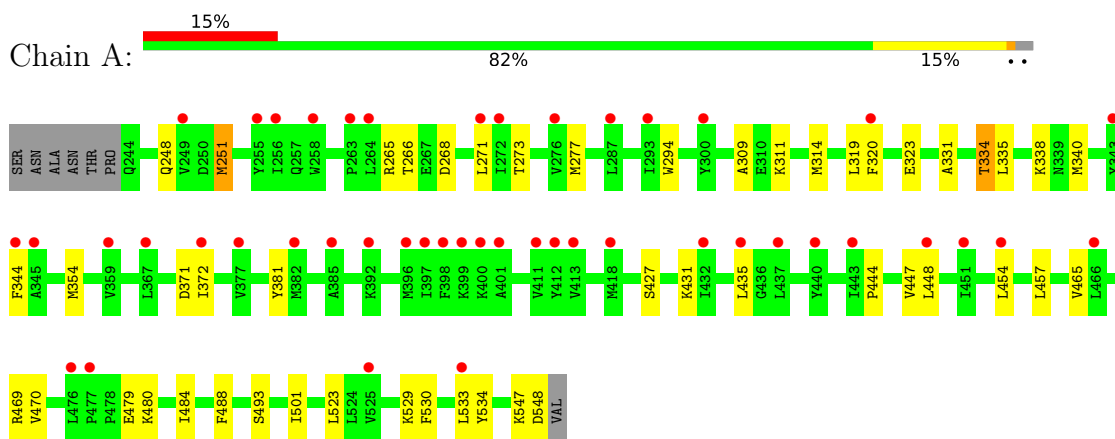 15%
Chain A:
82% 15% • •
SER ASN ALA ASN THR PRO Q244 Q248 V249 D250 M251 Y255 I256 Q257 W258 P263 L264 R265 T266 E267 D268 L271 I272 T273 V276 M277 L287 I293 W294 Y300 A309 E310 K311 M314 L319 F320 E323 A331 T334 L335 K338 N339 M340 Y343
F344 A345 M354 V359 L367 D371 I372 V377 Y381 M382 A385 K392 M396 I397 F398 K399 K400 A401 V411 Y412 V413 M418 S427 K431 I432 L435 G436 L437 Y440 I443 P444 V447 L448 I451 L454 L457 V465 L466
R469 V470 L476 P477 P478 E479 K480 I484 F488 S493 I501 L523 L524 V525 K529 F530 L533 Y534 K547 D548 VAL